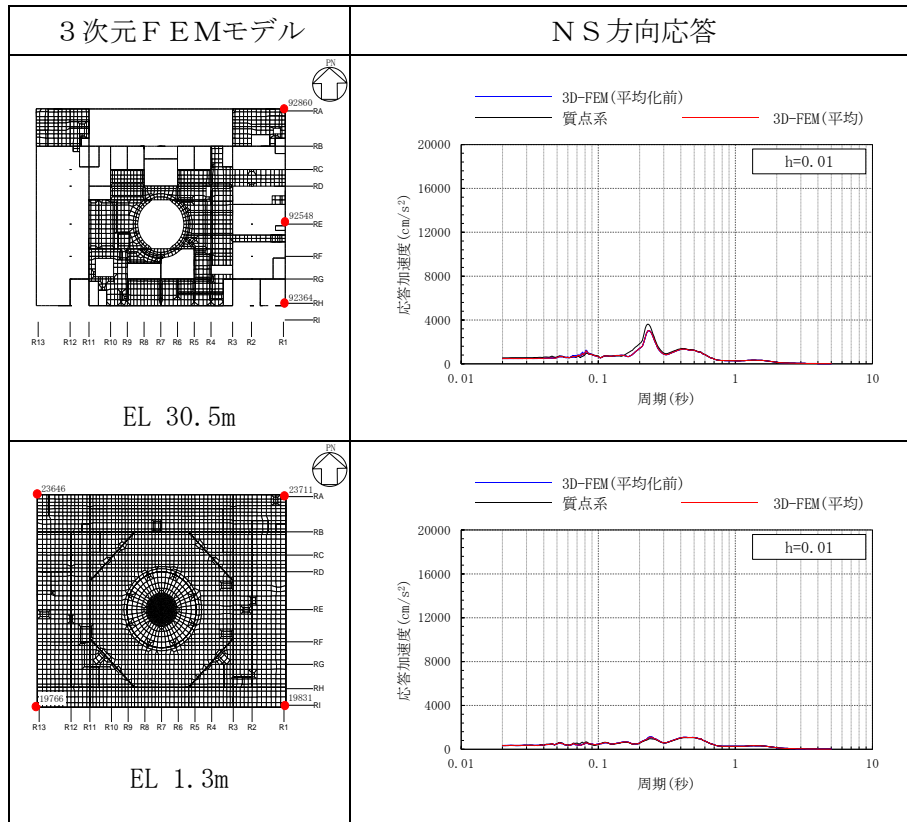 3次元FEMモデル
NS方向応答
PN
92860
RA
RB
RC
RD
92548
RE
RF
RG
92364
RH
RI
R13 R12 R11 R10 R9 R8 R7 R6 R5 R4 R3 R2 R1
EL 30.5m
3D-FEM(平均化前)
質点系 3D-FEM(平均)
h=0.01
応答加速度(cm/s²)
20000
16000
12000
8000
4000
0
0.01 0.1 1 10
周期(秒)
PN
23646 23711
RA
RB
RC
RD
RE
RF
RG
RH
19766 19831
RI
R13 R12 R11 R10 R9 R8 R7 R6 R5 R4 R3 R2 R1
EL 1.3m
3D-FEM(平均化前)
質点系 3D-FEM(平均)
h=0.01
応答加速度(cm/s²)
20000
16000
12000
8000
4000
0
0.01 0.1 1 10
周期(秒)